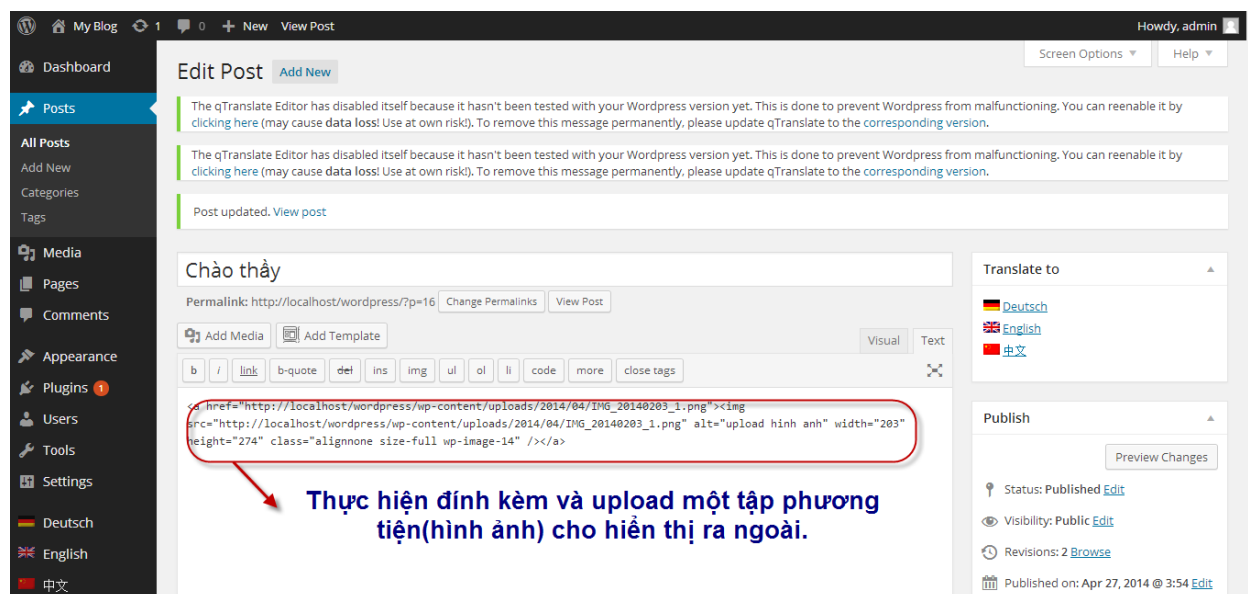 My Blog 1 0 + New View Post Howdy, admin
Screen Options Help
Dashboard
Posts
All Posts
Add New
Categories
Tags
Media
Pages
Comments
Appearance
Plugins 1
Users
Tools
Settings
Deutsch
English
中文
Edit Post Add New
The qTranslate Editor has disabled itself because it hasn't been tested with your Wordpress version yet. This is done to prevent Wordpress from malfunctioning. You can reenable it by
clicking here (may cause data loss! Use at own risk!). To remove this message permanently, please update qTranslate to the corresponding version.
The qTranslate Editor has disabled itself because it hasn't been tested with your Wordpress version yet. This is done to prevent Wordpress from malfunctioning. You can reenable it by
clicking here (may cause data loss! Use at own risk!). To remove this message permanently, please update qTranslate to the corresponding version.
Post updated. View post
Chào thầy
Permalink: http://localhost/wordpress/?p=16 Change Permalinks View Post
Add Media Add Template Visual Text
b i link b-quote del ins img ul ol li code more close tags
<a href="http://localhost/wordpress/wp-content/uploads/2014/04/IMG_20140203_1.png"><img
src="http://localhost/wordpress/wp-content/uploads/2014/04/IMG_20140203_1.png" alt="upload hinh anh" width="203"
height="274" class="alignnone size-full wp-image-14" /></a>
Thực hiện đính kèm và upload một tập phương
tiện(hình ảnh) cho hiển thị ra ngoài.
Translate to
Deutsch
English
中文
Publish
Preview Changes
Status: Published Edit
Visibility: Public Edit
Revisions: 2 Browse
Published on: Apr 27, 2014 @ 3:54 Edit